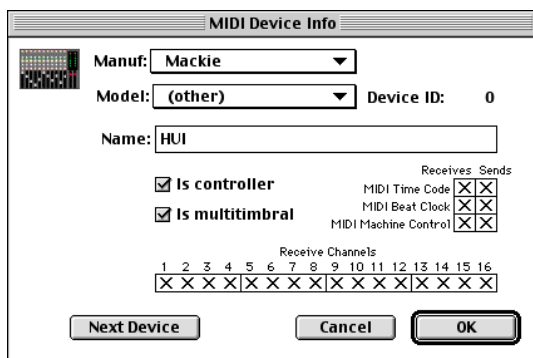 MIDI Device Info
Manuf: Mackie
Model: (other) Device ID: 0
Name: HUI
Receives Sends
Is controller
MIDI Time Code X X
MIDI Beat Clock X X
Is multitimbral
MIDI Machine Control X X
Receive Channels
1 2 3 4 5 6 7 8 9 10 11 12 13 14 15 16
X X X X X X X X X X X X X X X X
Next Device Cancel OK